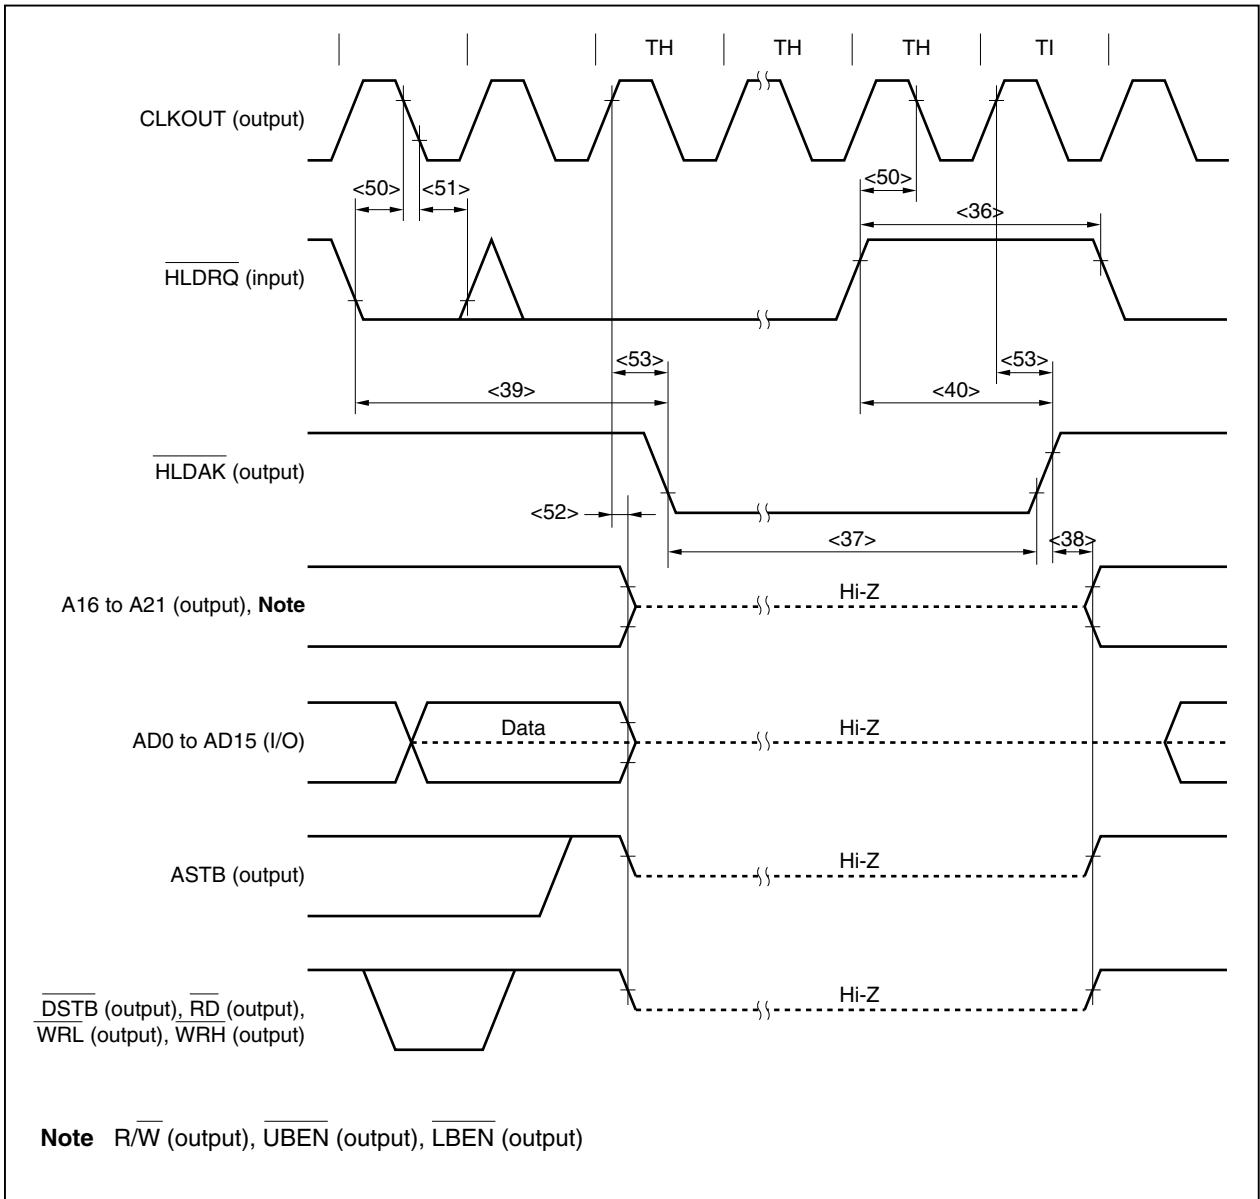 TH TH TH TI
CLKOUT (output)
<50> <51> <50>
<36>
HLDRQ (input)
<53> <53>
<39> <40>
HLDAK (output)
<52>
<37> <38>
Hi-Z
A16 to A21 (output), Note
Data Hi-Z
AD0 to AD15 (I/O)
Hi-Z
ASTB (output)
Hi-Z
DSTB (output), RD (output),
WRL (output), WRH (output)
Note R/W (output), UBEN (output), LBEN (output)